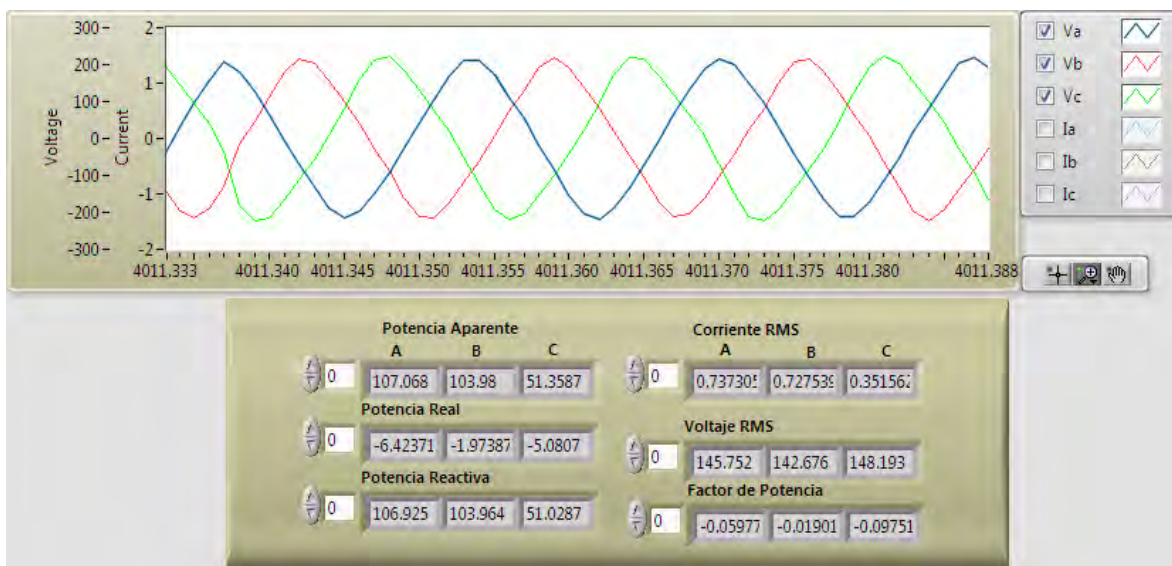 Voltage
300
200
100
0
-100
-200
-300
Current
2
1
0
-1
-2
4011.333 4011.340 4011.345 4011.350 4011.355 4011.360 4011.365 4011.370 4011.375 4011.380 4011.388
Va
Vb
Vc
Ia
Ib
Ic
Potencia Aparente
A B C
0 107.068 103.98 51.3587
Potencia Real
0 -6.42371 -1.97387 -5.0807
Potencia Reactiva
0 106.925 103.964 51.0287
Corriente RMS
A B C
0 0.737305 0.727539 0.351562
Voltaje RMS
0 145.752 142.676 148.193
Factor de Potencia
0 -0.05977 -0.01901 -0.09751